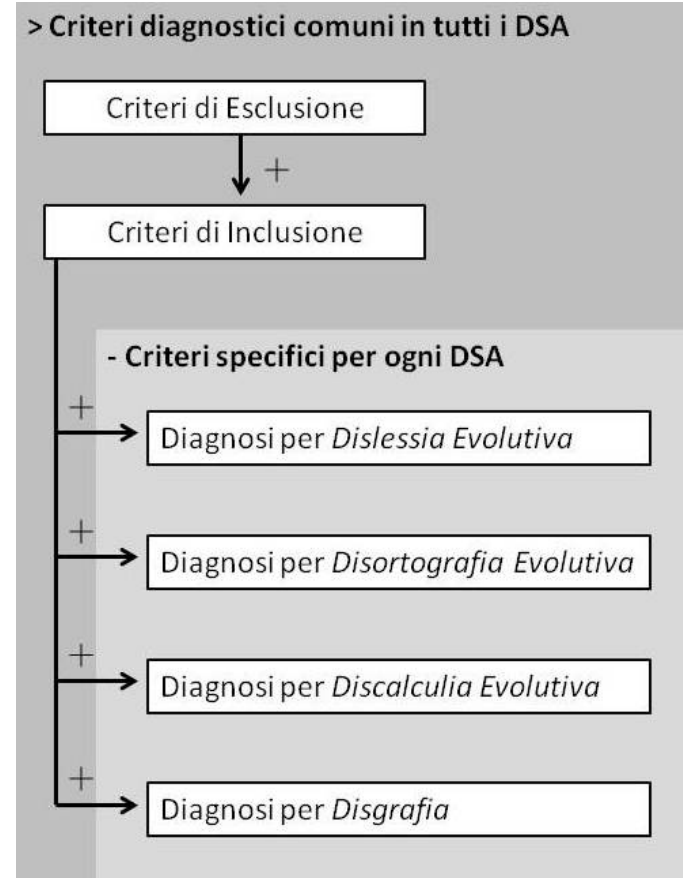 > Criteri diagnostici comuni in tutti i DSA
Criteri di Esclusione
+
Criteri di Inclusione
- Criteri specifici per ogni DSA
+
Diagnosi per Dislessia Evolutiva
+
Diagnosi per Disortografia Evolutiva
+
Diagnosi per Discalculia Evolutiva
+
Diagnosi per Disgrafia